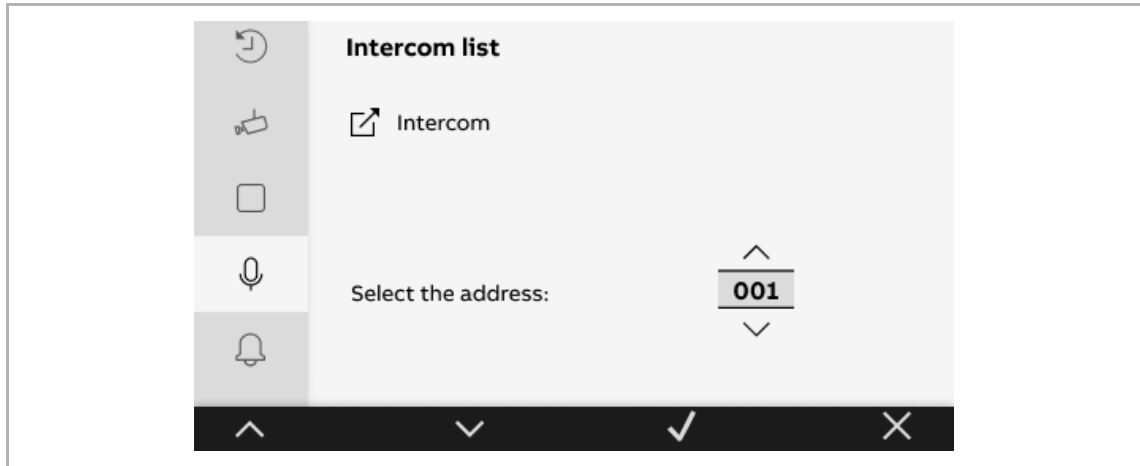 Intercom list
Intercom
Select the address:
001